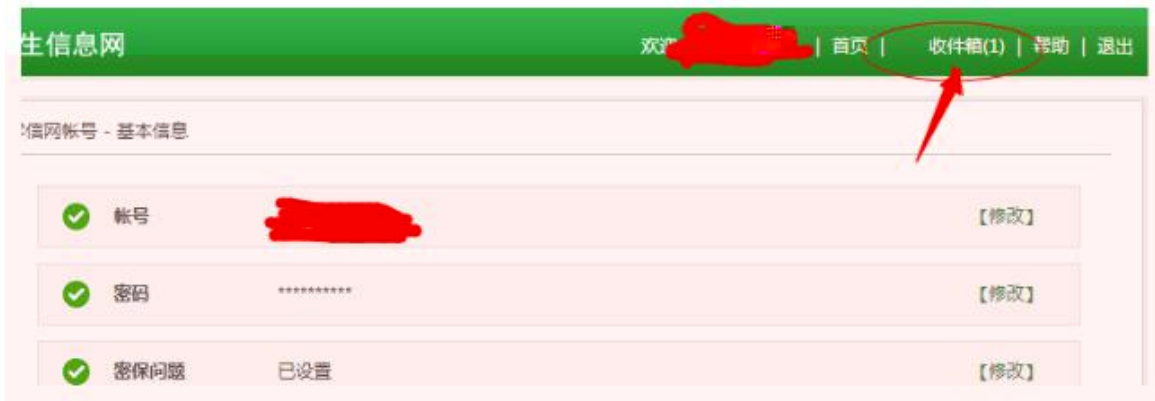 生信息网
欢迎 | 首页 | 收件箱(1) | 帮助 | 退出
信网帐号 - 基本信息
帐号 【修改】
密码 ********** 【修改】
密保问题 已设置 【修改】